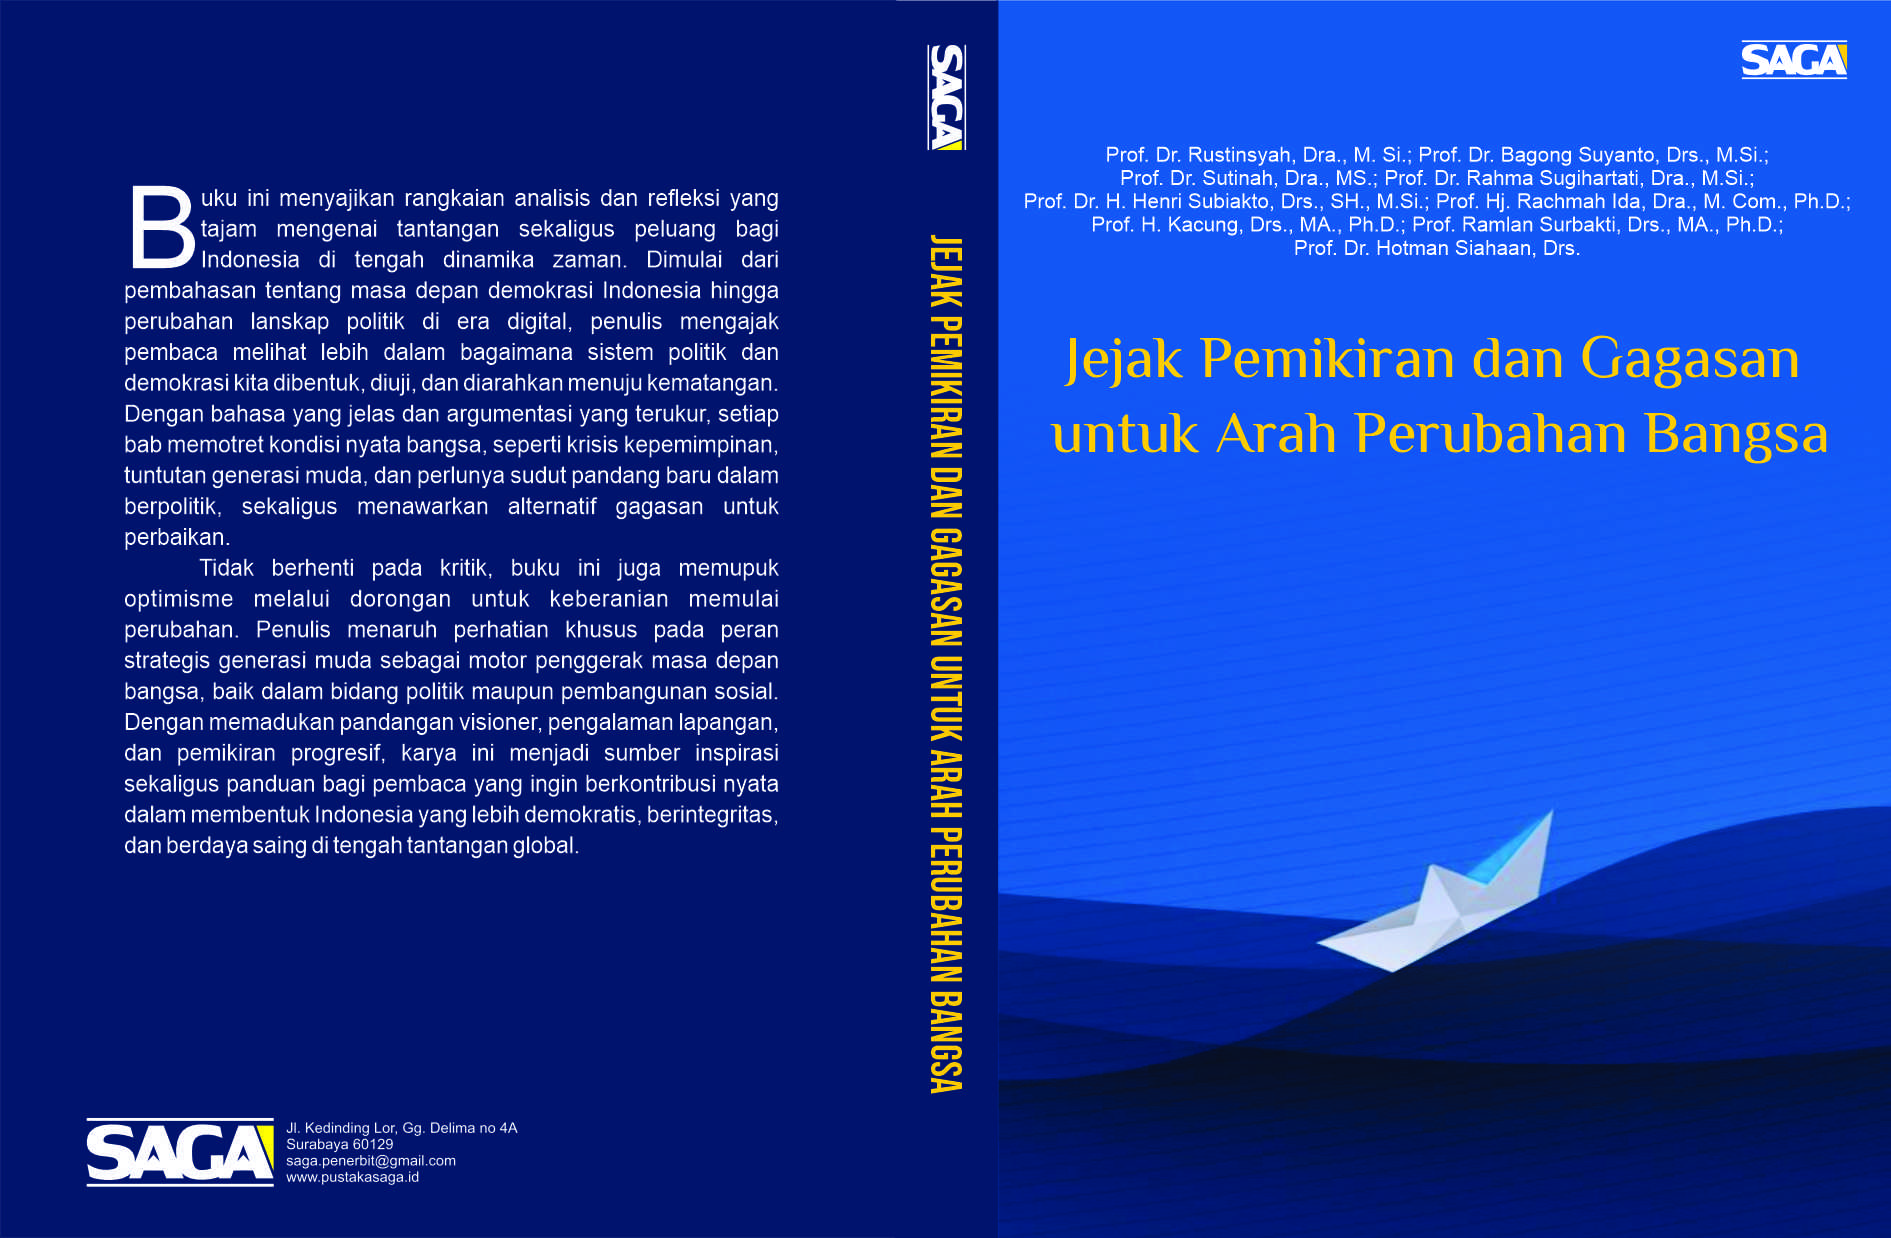 Buku ini menyajikan rangkaian analisis dan refleksi yang
tajam mengenai tantangan sekaligus peluang bagi
Indonesia di tengah dinamika zaman. Dimulai dari
pembahasan tentang masa depan demokrasi Indonesia hingga
perubahan lanskap politik di era digital, penulis mengajak
pembaca melihat lebih dalam bagaimana sistem politik dan
demokrasi kita dibentuk, diuji, dan diarahkan menuju kematangan.
Dengan bahasa yang jelas dan argumentasi yang terukur, setiap
bab memotret kondisi nyata bangsa, seperti krisis kepemimpinan,
tuntutan generasi muda, dan perlunya sudut pandang baru dalam
berpolitik, sekaligus menawarkan alternatif gagasan untuk
perbaikan.
Tidak berhenti pada kritik, buku ini juga memupuk
optimisme melalui dorongan untuk keberanian memulai
perubahan. Penulis menaruh perhatian khusus pada peran
strategis generasi muda sebagai motor penggerak masa depan
bangsa, baik dalam bidang politik maupun pembangunan sosial.
Dengan memadukan pandangan visioner, pengalaman lapangan,
dan pemikiran progresif, karya ini menjadi sumber inspirasi
sekaligus panduan bagi pembaca yang ingin berkontribusi nyata
dalam membentuk Indonesia yang lebih demokratis, berintegritas,
dan berdaya saing di tengah tantangan global.
SAGA
Jl. Kedinding Lor, Gg. Delima no 4A
Surabaya 60129
saga.penerbit@gmail.com
www.pustakasaga.id
SAGA
JEJAK PEMIKIRAN DAN GAGASAN UNTUK ARAH PERUBAHAN BANGSA
SAGA
Prof. Dr. Rustinsyah, Dra., M. Si.; Prof. Dr. Bagong Suyanto, Drs., M.Si.;
Prof. Dr. Sutinah, Dra., MS.; Prof. Dr. Rahma Sugihartati, Dra., M.Si.;
Prof. Dr. H. Henri Subiakto, Drs., SH., M.Si.; Prof. Hj. Rachmah Ida, Dra., M. Com., Ph.D.;
Prof. H. Kacung, Drs., MA., Ph.D.; Prof. Ramlan Surbakti, Drs., MA., Ph.D.;
Prof. Dr. Hotman Siahaan, Drs.
Jejak Pemikiran dan Gagasan
untuk Arah Perubahan Bangsa